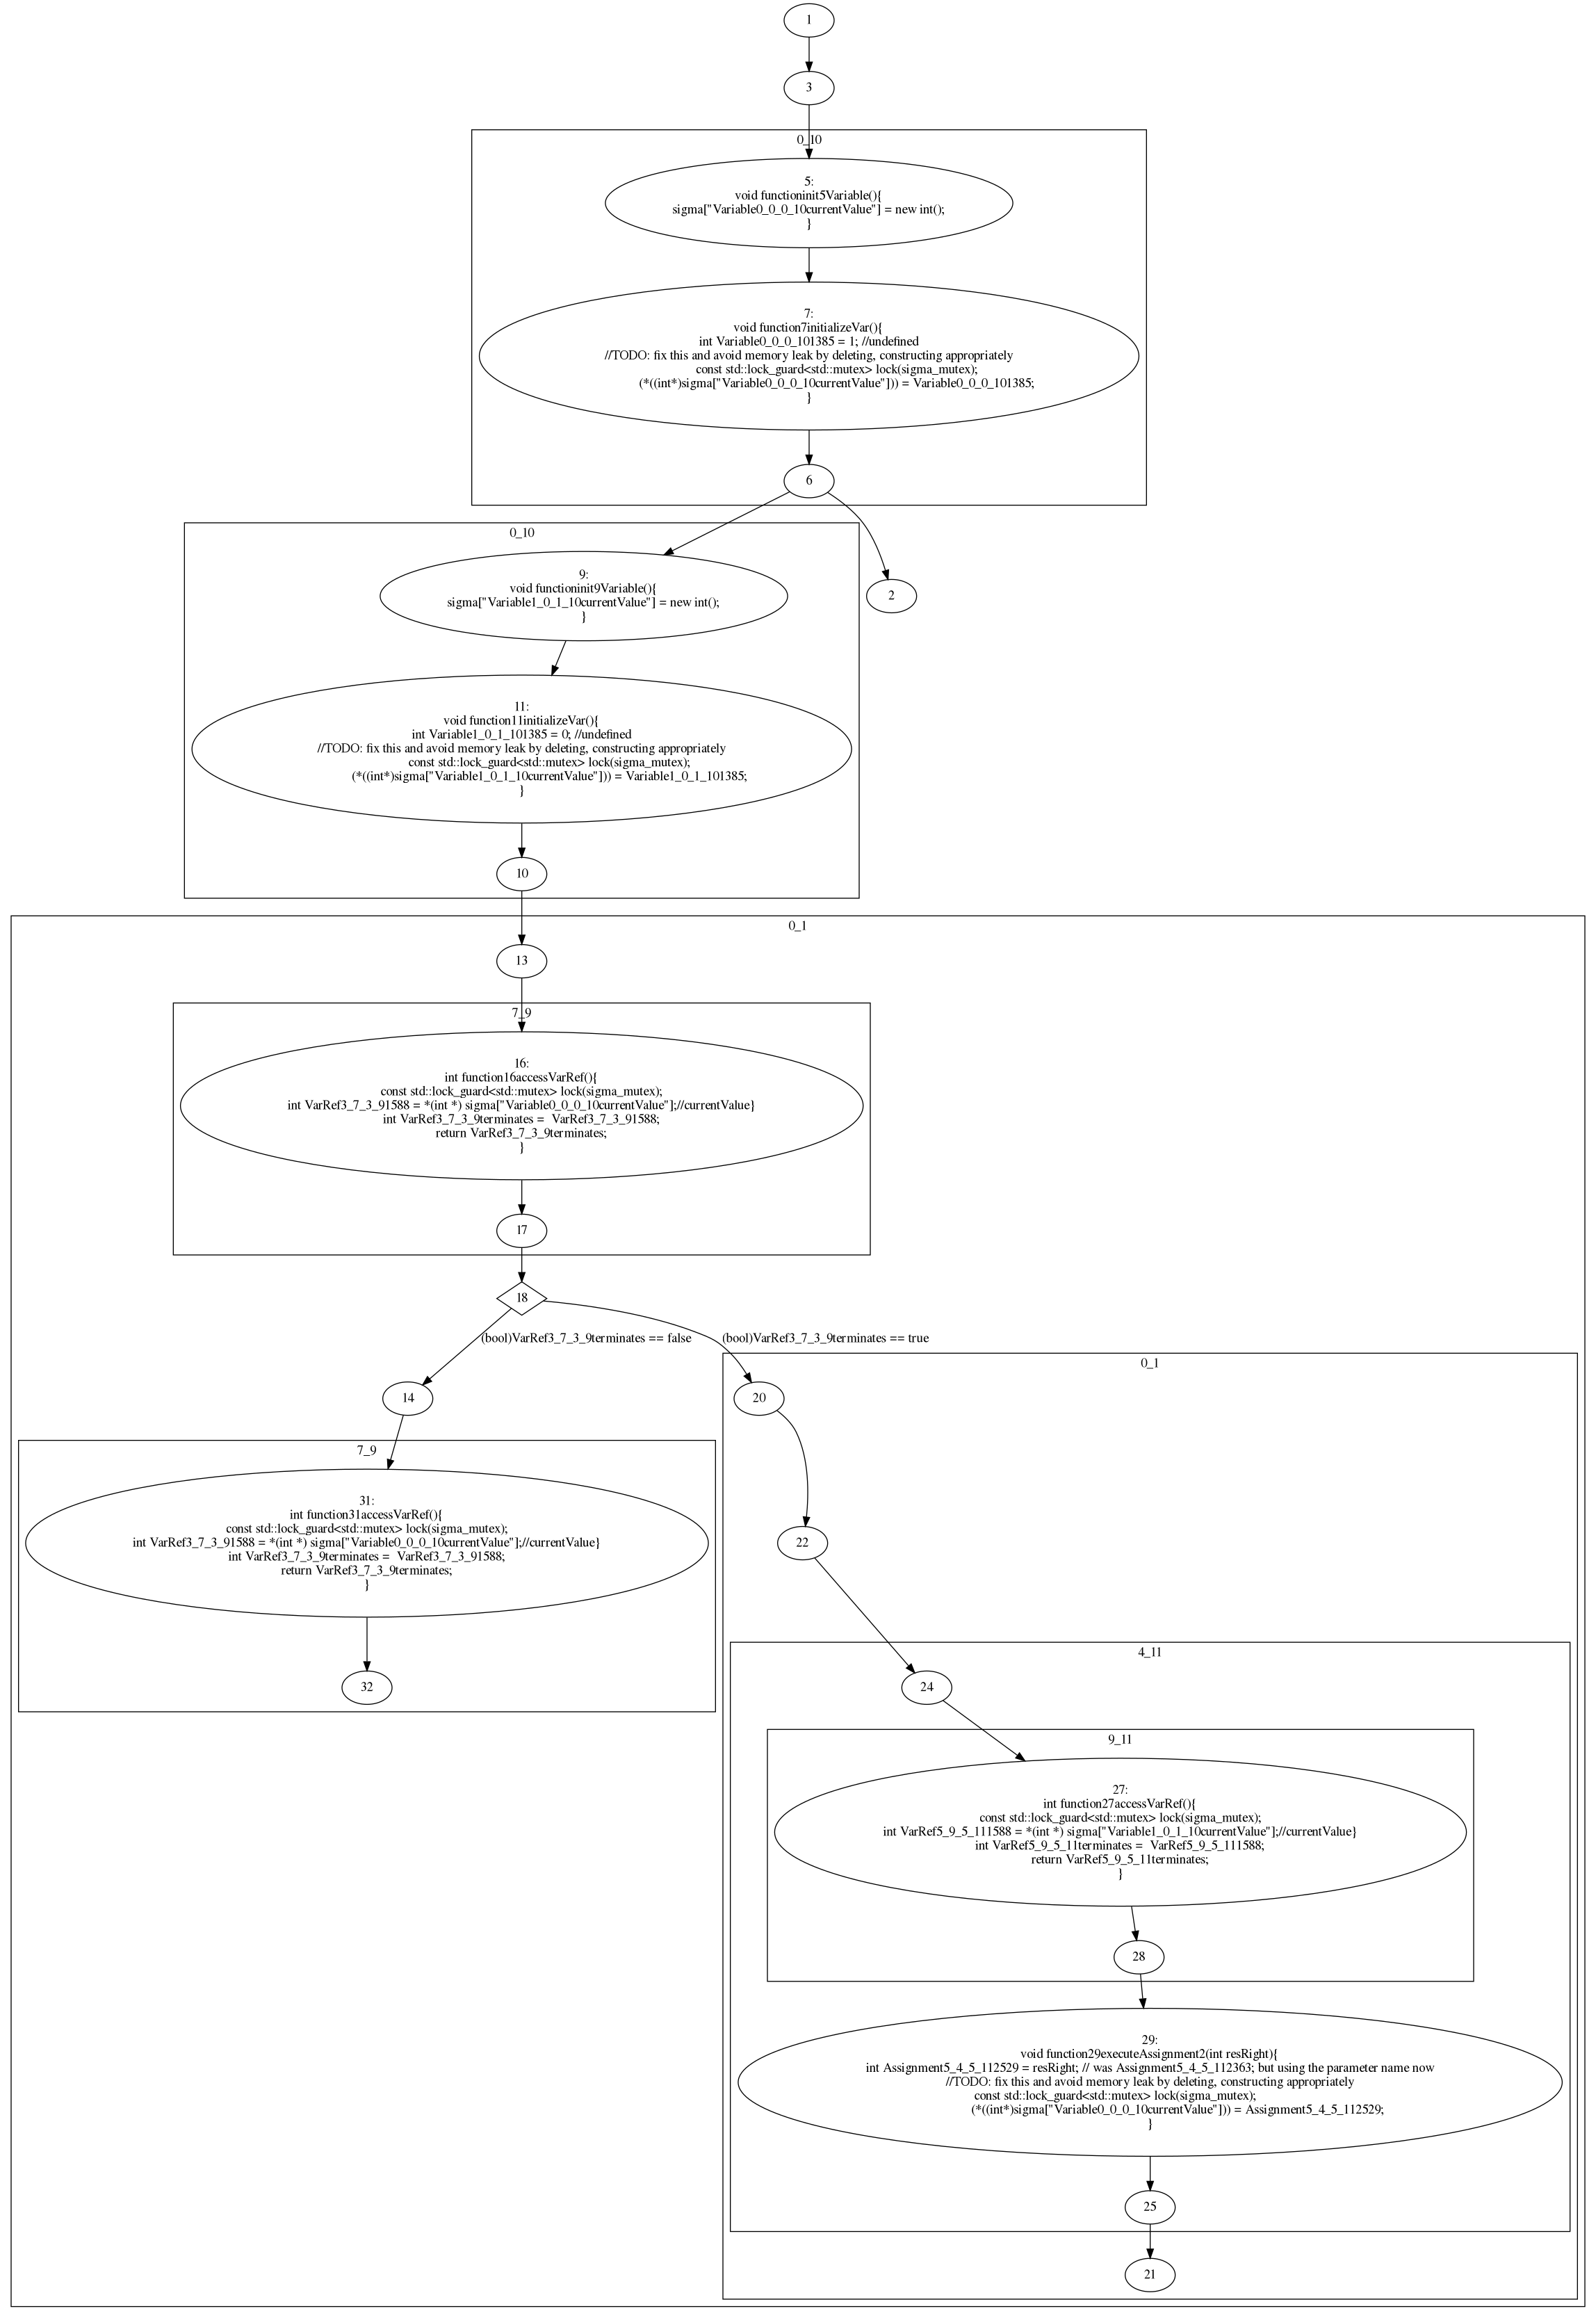 1
3
0_10
5:
void functioninit5Variable(){
sigma["Variable0_0_0_10currentValue"] = new int();
}
7:
void function7initializeVar(){
int Variable0_0_0_101385 = 1; //undefined
//TODO: fix this and avoid memory leak by deleting, constructing appropriately
const std::lock_guard<std::mutex> lock(sigma_mutex);
(*((int*)sigma["Variable0_0_0_10currentValue"])) = Variable0_0_0_101385;
}
6
0_10
9:
void functioninit9Variable(){
sigma["Variable1_0_1_10currentValue"] = new int();
}
2
11:
void function11initializeVar(){
int Variable1_0_1_101385 = 0; //undefined
//TODO: fix this and avoid memory leak by deleting, constructing appropriately
const std::lock_guard<std::mutex> lock(sigma_mutex);
(*((int*)sigma["Variable1_0_1_10currentValue"])) = Variable1_0_1_101385;
}
10
0_1
13
7_9
16:
int function16accessVarRef(){
const std::lock_guard<std::mutex> lock(sigma_mutex);
int VarRef3_7_3_91588 = *(int *) sigma["Variable0_0_0_10currentValue"];//currentValue}
int VarRef3_7_3_9terminates =  VarRef3_7_3_91588;
return VarRef3_7_3_9terminates;
}
17
18
(bool)VarRef3_7_3_9terminates == false
(bool)VarRef3_7_3_9terminates == true
0_1
14
20
7_9
31:
int function31accessVarRef(){
const std::lock_guard<std::mutex> lock(sigma_mutex);
int VarRef3_7_3_91588 = *(int *) sigma["Variable0_0_0_10currentValue"];//currentValue}
int VarRef3_7_3_9terminates =  VarRef3_7_3_91588;
return VarRef3_7_3_9terminates;
}
22
4_11
32
24
9_11
27:
int function27accessVarRef(){
const std::lock_guard<std::mutex> lock(sigma_mutex);
int VarRef5_9_5_111588 = *(int *) sigma["Variable1_0_1_10currentValue"];//currentValue}
int VarRef5_9_5_11terminates =  VarRef5_9_5_111588;
return VarRef5_9_5_11terminates;
}
28
29:
void function29executeAssignment2(int resRight){
int Assignment5_4_5_112529 = resRight; // was Assignment5_4_5_112363; but using the parameter name now
//TODO: fix this and avoid memory leak by deleting, constructing appropriately
const std::lock_guard<std::mutex> lock(sigma_mutex);
(*((int*)sigma["Variable0_0_0_10currentValue"])) = Assignment5_4_5_112529;
}
25
21